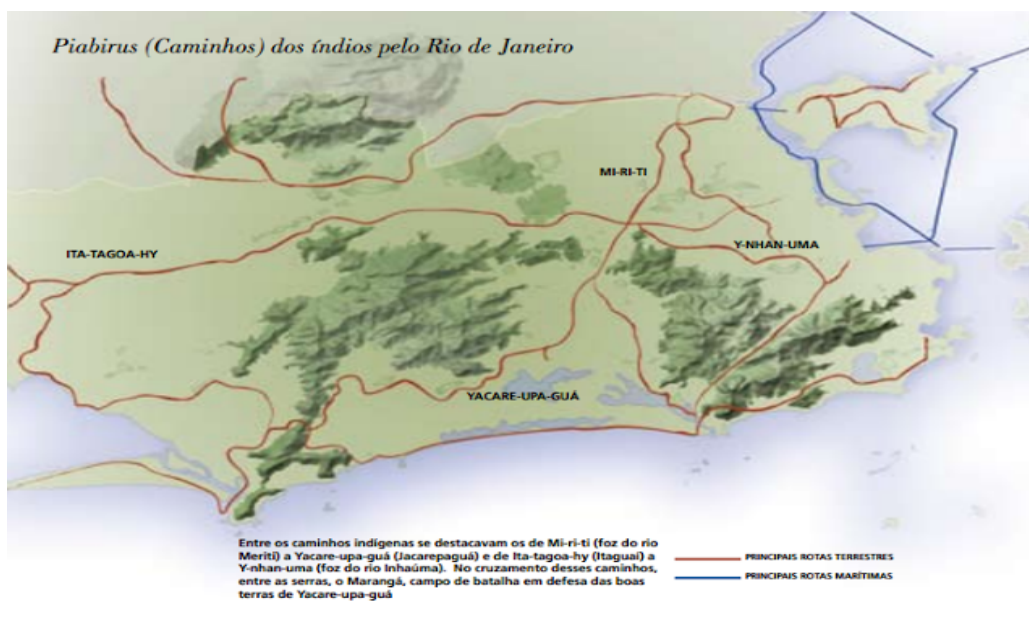 Piabirus (Caminhos) dos índios pelo Rio de Janeiro
MI-RI-TI
ITA-TAGOA-HY
Y-NHAN-UMA
YACARE-UPA-GUÁ
Entre os caminhos indígenas se destacavam os de Mi-ri-ti (foz do rio
Meriti) a Yacare-upa-guá (Jacarepaguá) e de Ita-tagoa-hy (Itaguaí) a
Y-nhan-uma (foz do rio Inhaúma). No cruzamento desses caminhos,
entre as serras, o Marangá, campo de batalha em defesa das boas
terras de Yacare-upa-guá
PRINCIPAIS ROTAS TERRESTRES
PRINCIPAIS ROTAS MARÍTIMAS